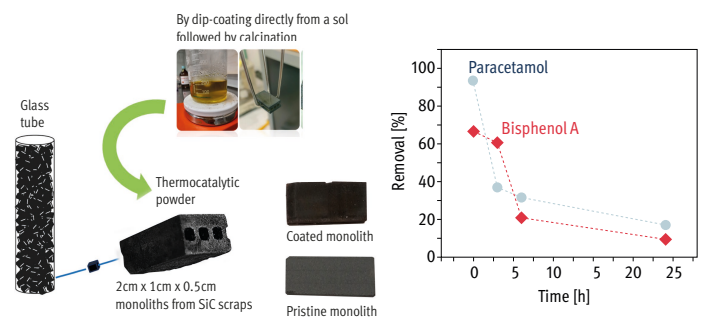 By dip-coating directly from a sol
followed by calcination
Glass
tube
Thermocatalytic
powder
2cm x 1cm x 0.5cm
monoliths from SiC scraps
Coated monolith
Pristine monolith
Paracetamol
Bisphenol A
Removal [%]
100
80
60
40
20
0
0 5 10 5 20 25
Time [h]